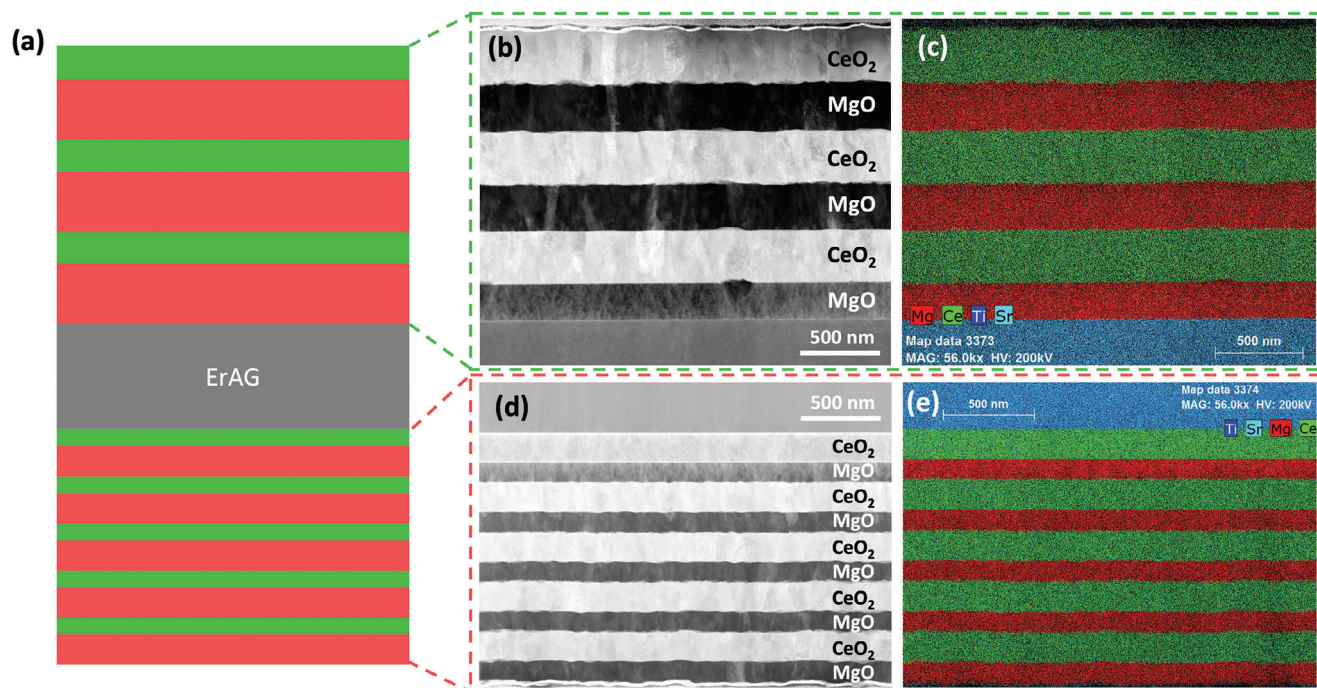 (a)
ErAG
(b)
CeO₂
MgO
CeO₂
MgO
CeO₂
MgO
500 nm
(c)
Mg Ce Ti Sr
Map data 3373
MAG: 56.0kx HV: 200kV
500 nm
(d)
500 nm
CeO₂
MgO
CeO₂
MgO
CeO₂
MgO
CeO₂
MgO
CeO₂
MgO
(e)
500 nm
Map data 3374
MAG: 56.0kx HV: 200kV
Ti Sr Mg Ce